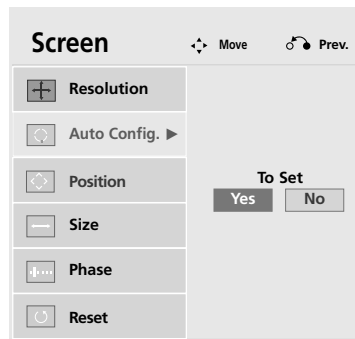 Screen
Move
Prev.
Resolution
Auto Config. ►
Position
Size
Phase
Reset
To Set
Yes No